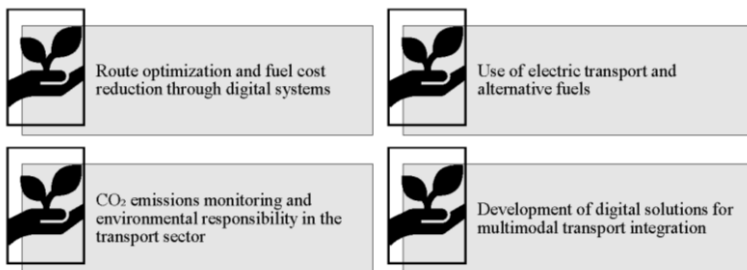 Route optimization and fuel cost
reduction through digital systems
Use of electric transport and
alternative fuels
CO₂ emissions monitoring and
environmental responsibility in the
transport sector
Development of digital solutions for
multimodal transport integration